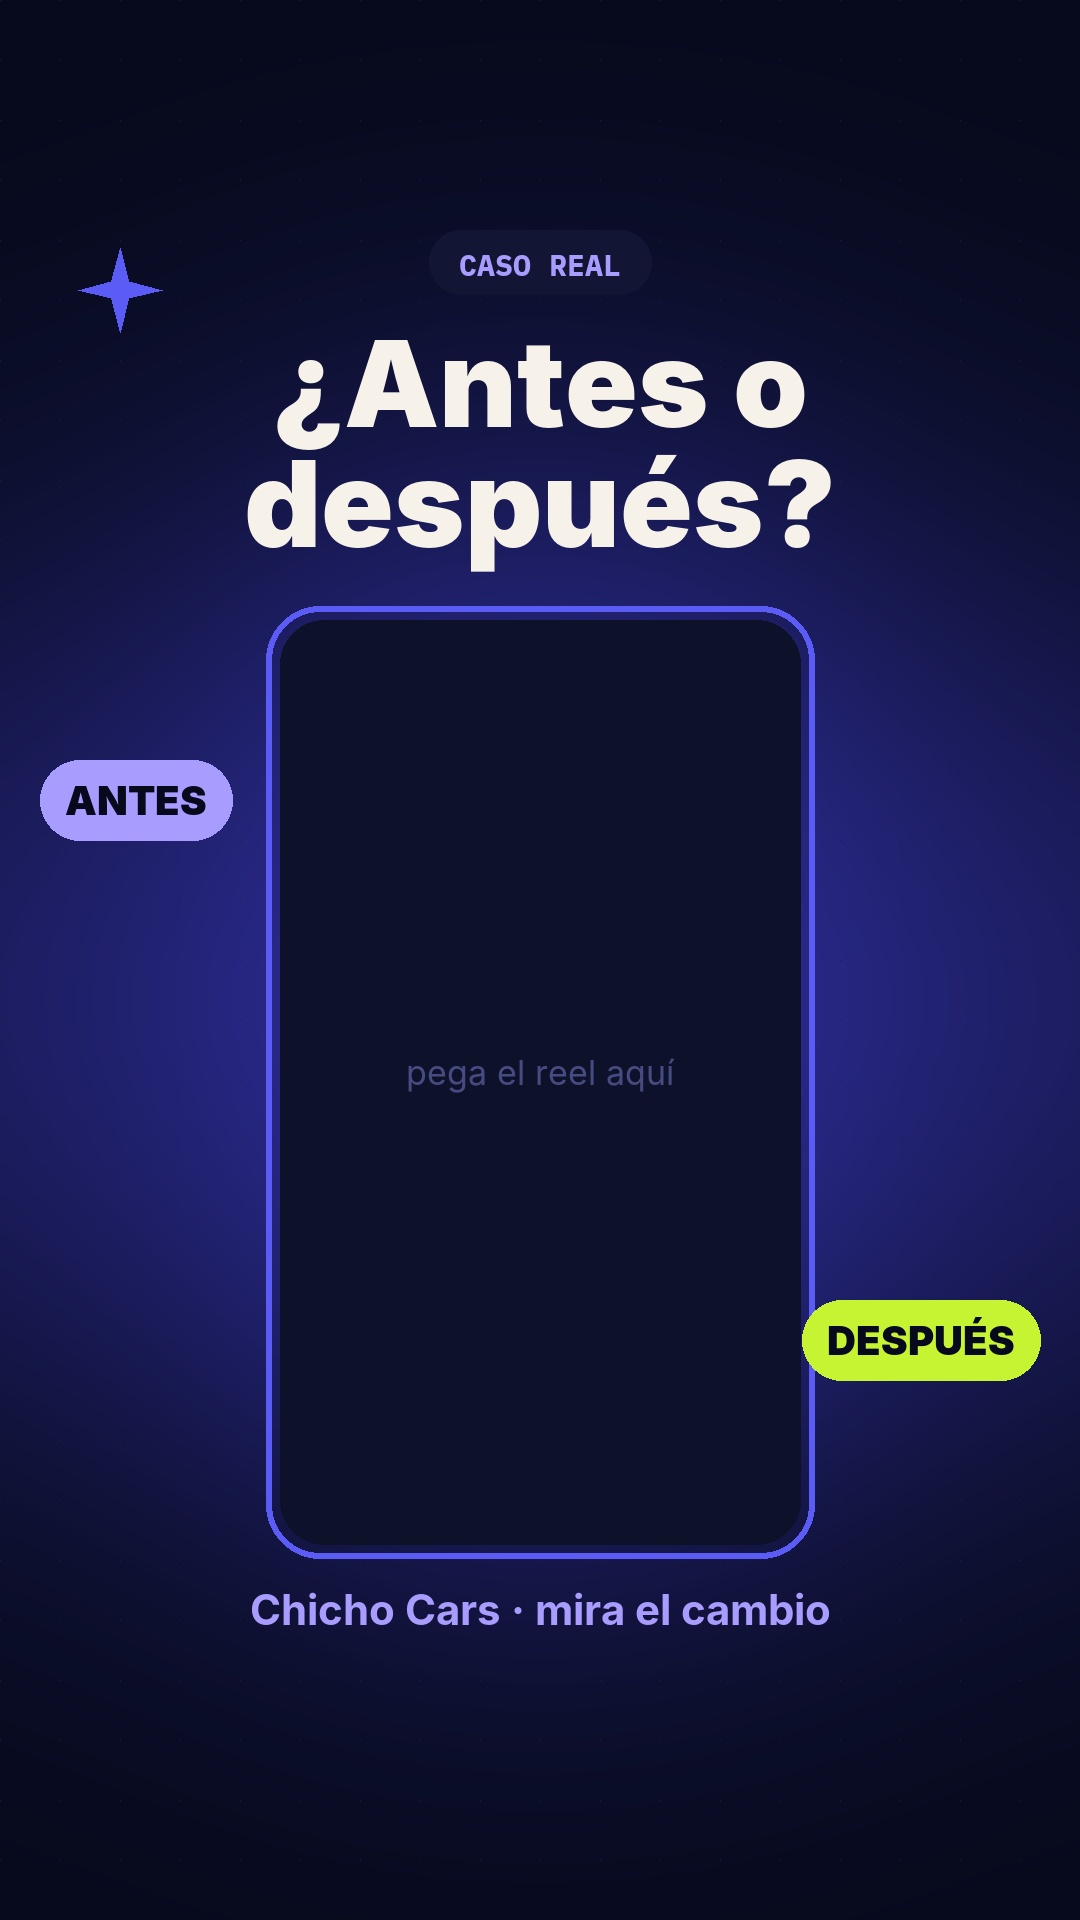 CASO REAL
¿Antes o
después?
ANTES
pega el reel aquí
DESPUÉS
Chicho Cars · mira el cambio